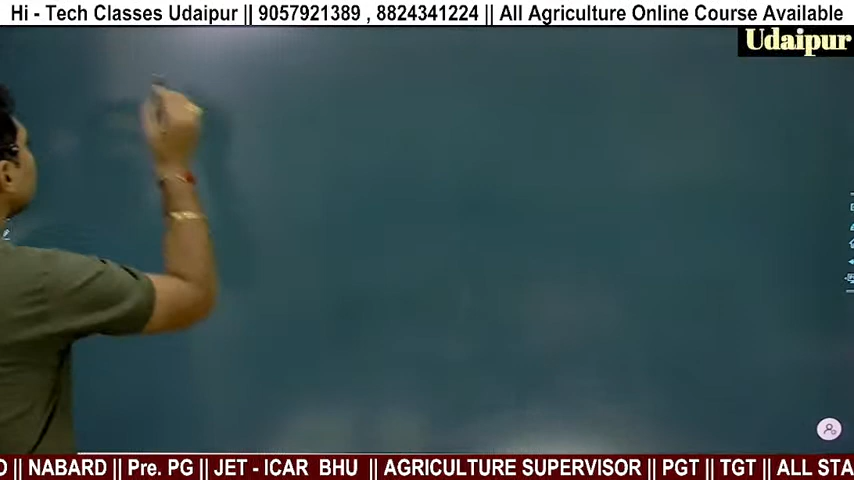 Hi - Tech Classes Udaipur || 9057921389 , 8824341224 || All Agriculture Online Course Available
Udaipur
|| NABARD || Pre. PG || JET - ICAR BHU || AGRICULTURE SUPERVISOR || PGT || TGT || ALL